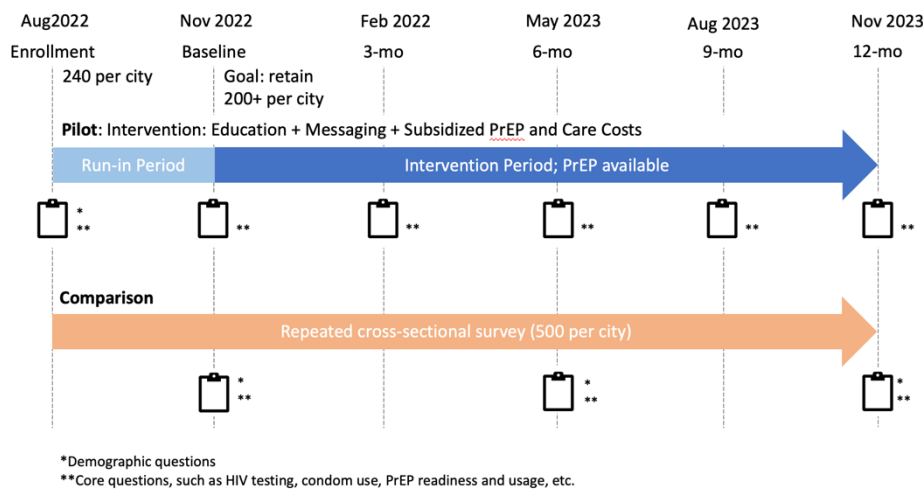 Aug2022
Nov 2022
Feb 2022
May 2023
Aug 2023
Nov 2023
Enrollment
Baseline
3-mo
6-mo
9-mo
12-mo
240 per city
Goal: retain
200+ per city
Pilot: Intervention: Education + Messaging + Subsidized PrEP and Care Costs
Run-in Period
Intervention Period; PrEP available
*
**
**
**
**
**
**
Comparison
Repeated cross-sectional survey (500 per city)
*
**
*
**
*
**
*Demographic questions
**Core questions, such as HIV testing, condom use, PrEP readiness and usage, etc.